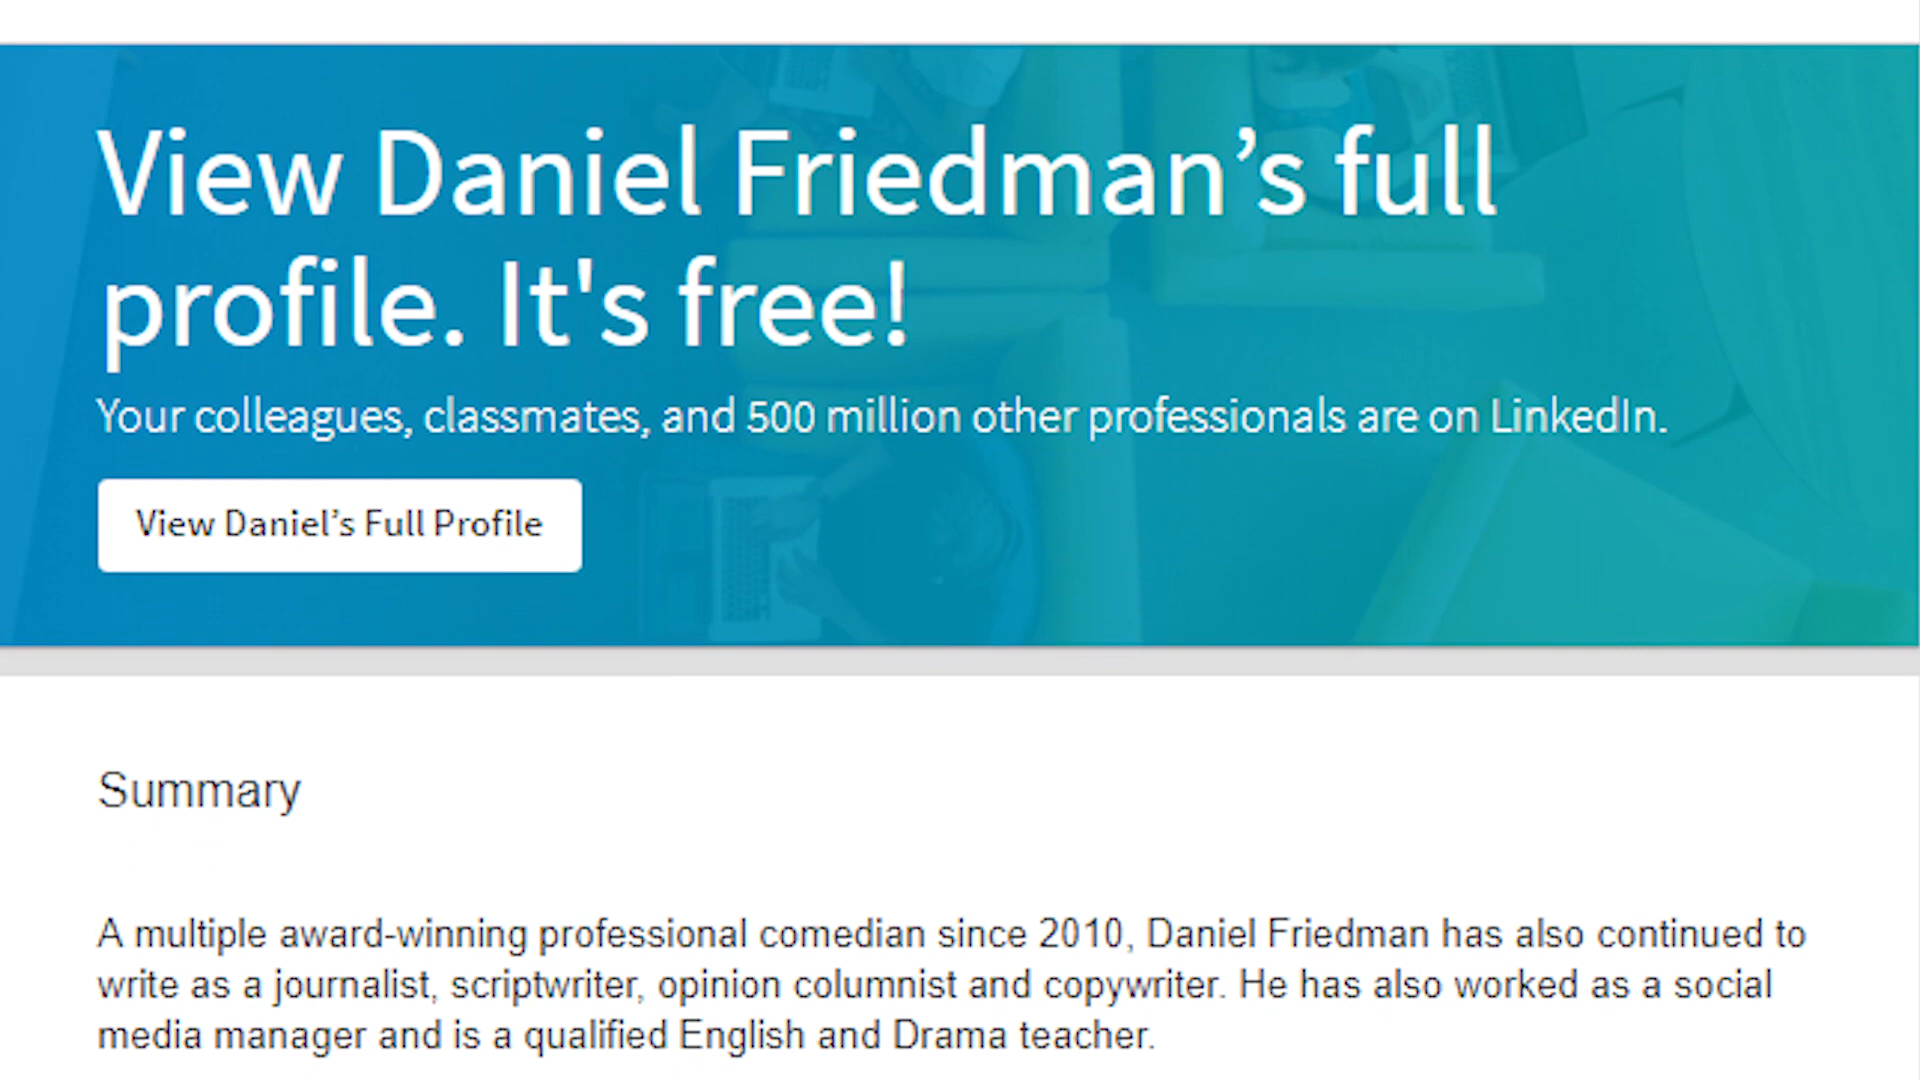 View Daniel Friedman’s full
profile. It's free!
Your colleagues, classmates, and 500 million other professionals are on LinkedIn.
View Daniel’s Full Profile
Summary
A multiple award-winning professional comedian since 2010, Daniel Friedman has also continued to
write as a journalist, scriptwriter, opinion columnist and copywriter. He has also worked as a social
media manager and is a qualified English and Drama teacher.